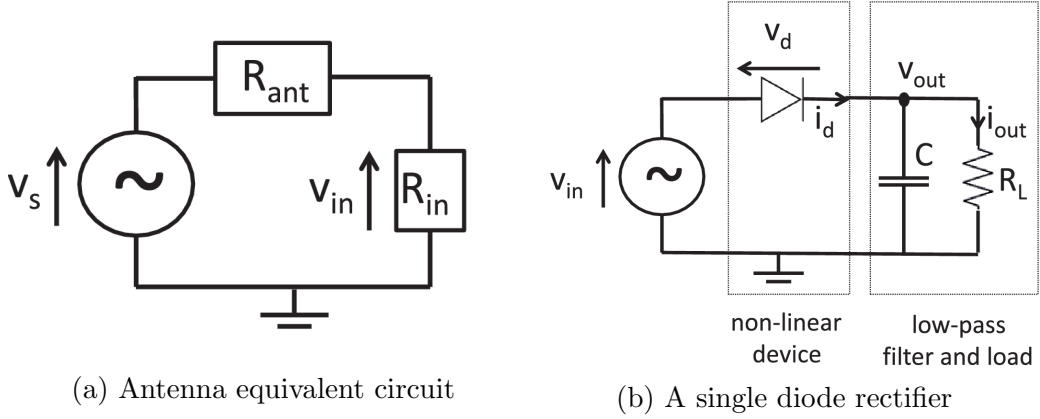 R_ant
v_s
v_in
R_in
(a) Antenna equivalent circuit
v_d
v_out
i_d
i_out
C
v_in
R_L
non-linear
device
low-pass
filter and load
(b) A single diode rectifier